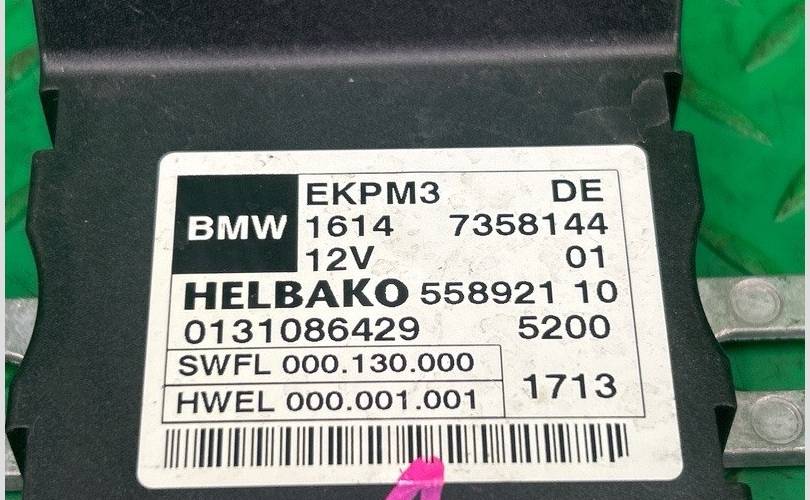 BMW
EKPM3 DE
1614 7358144
12V 01
HELBAKO 558921 10
0131086429 5200
SWFL 000.130.000
HWEL 000.001.001
1713